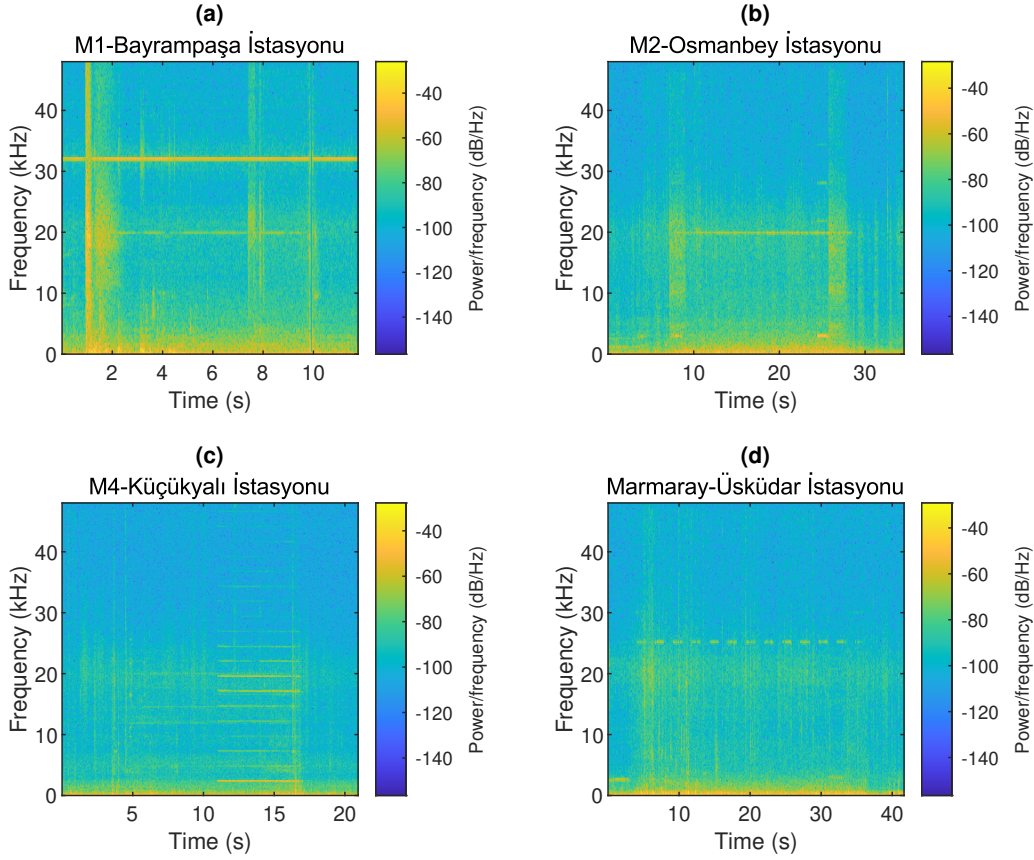 (a)
M1-Bayrampaşa İstasyonu
Frequency (kHz)
40
30
20
10
0
2 4 6 8 10
Time (s)
-40
-60
-80
-100
-120
-140
Power/frequency (dB/Hz)
(b)
M2-Osmanbey İstasyonu
Frequency (kHz)
40
30
20
10
0
10 20 30
Time (s)
-40
-60
-80
-100
-120
-140
Power/frequency (dB/Hz)
(c)
M4-Küçükyalı İstasyonu
Frequency (kHz)
40
30
20
10
0
5 10 15 20
Time (s)
-40
-60
-80
-100
-120
-140
Power/frequency (dB/Hz)
(d)
Marmaray-Üsküdar İstasyonu
Frequency (kHz)
40
30
20
10
0
10 20 30 40
Time (s)
-40
-60
-80
-100
-120
-140
Power/frequency (dB/Hz)